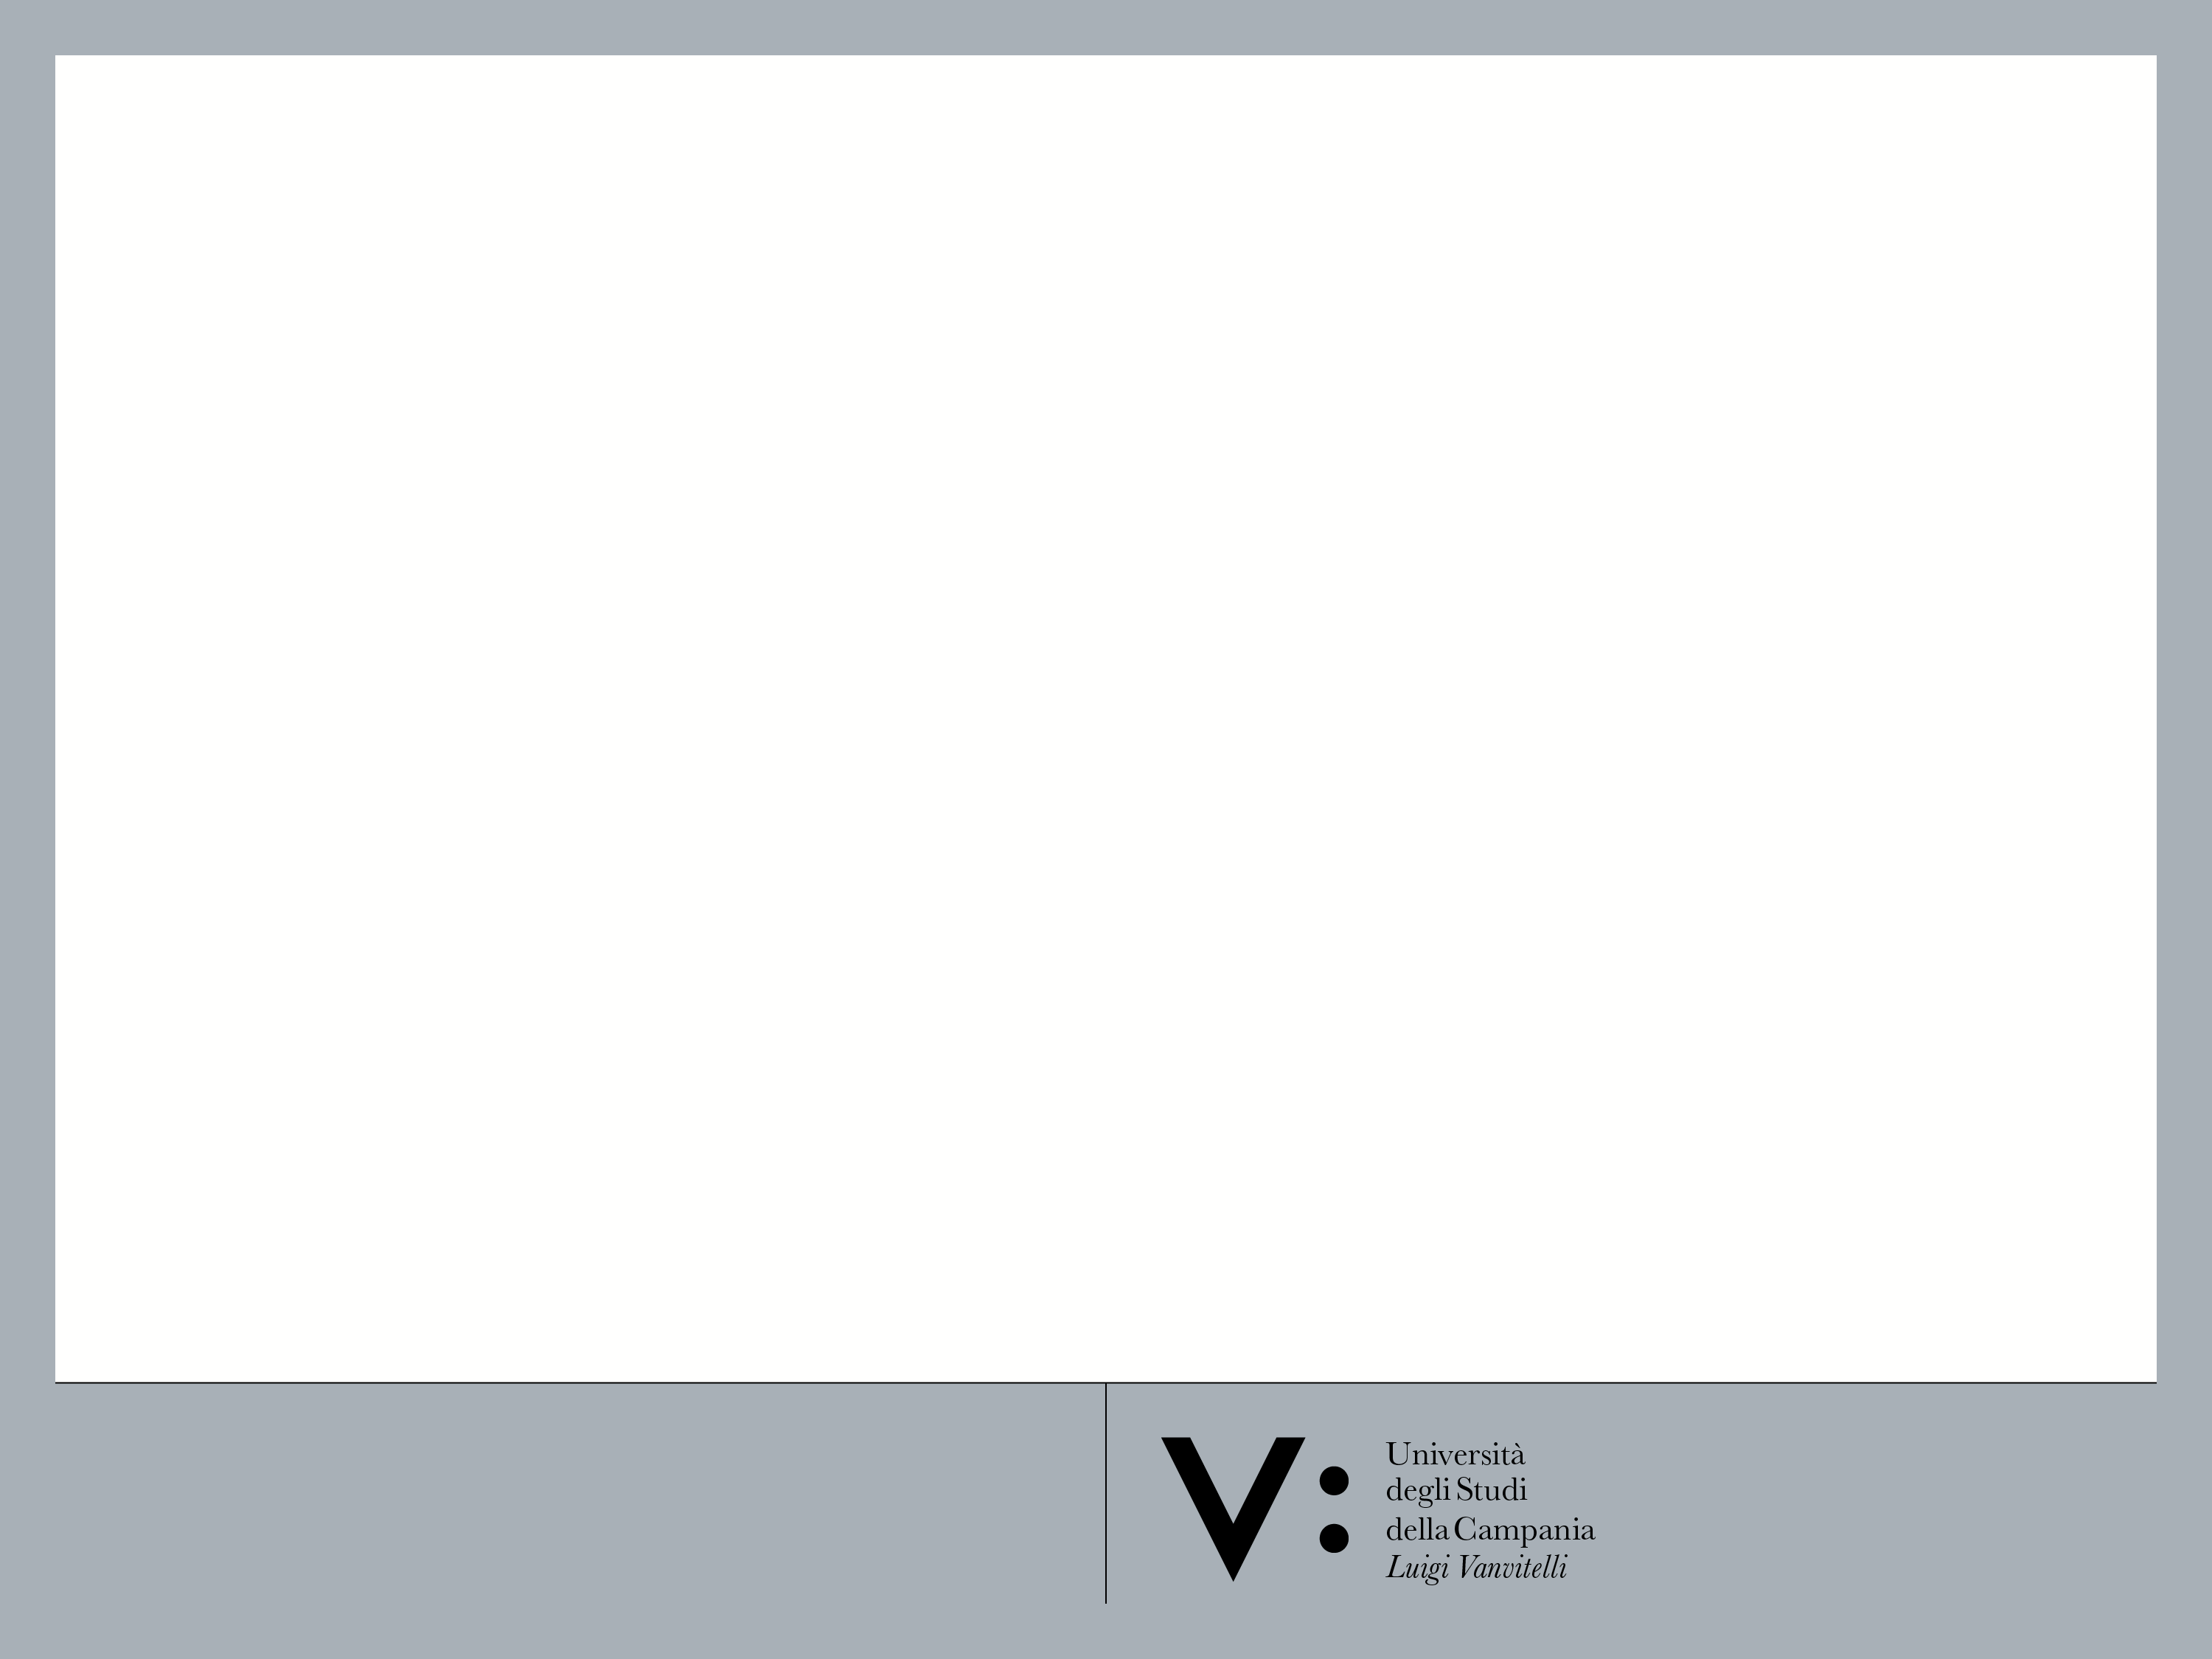 V:
Università
degli Studi
della Campania
Luigi Vanvitelli